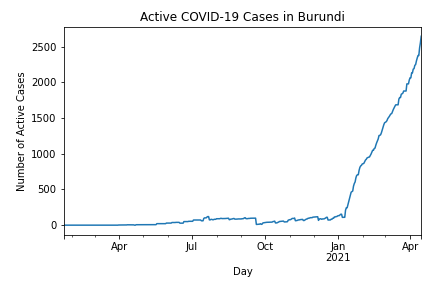 Active COVID-19 Cases in Burundi
Number of Active Cases
2500
2000
1500
1000
500
0
Apr Jul Oct Jan Apr
2021
Day